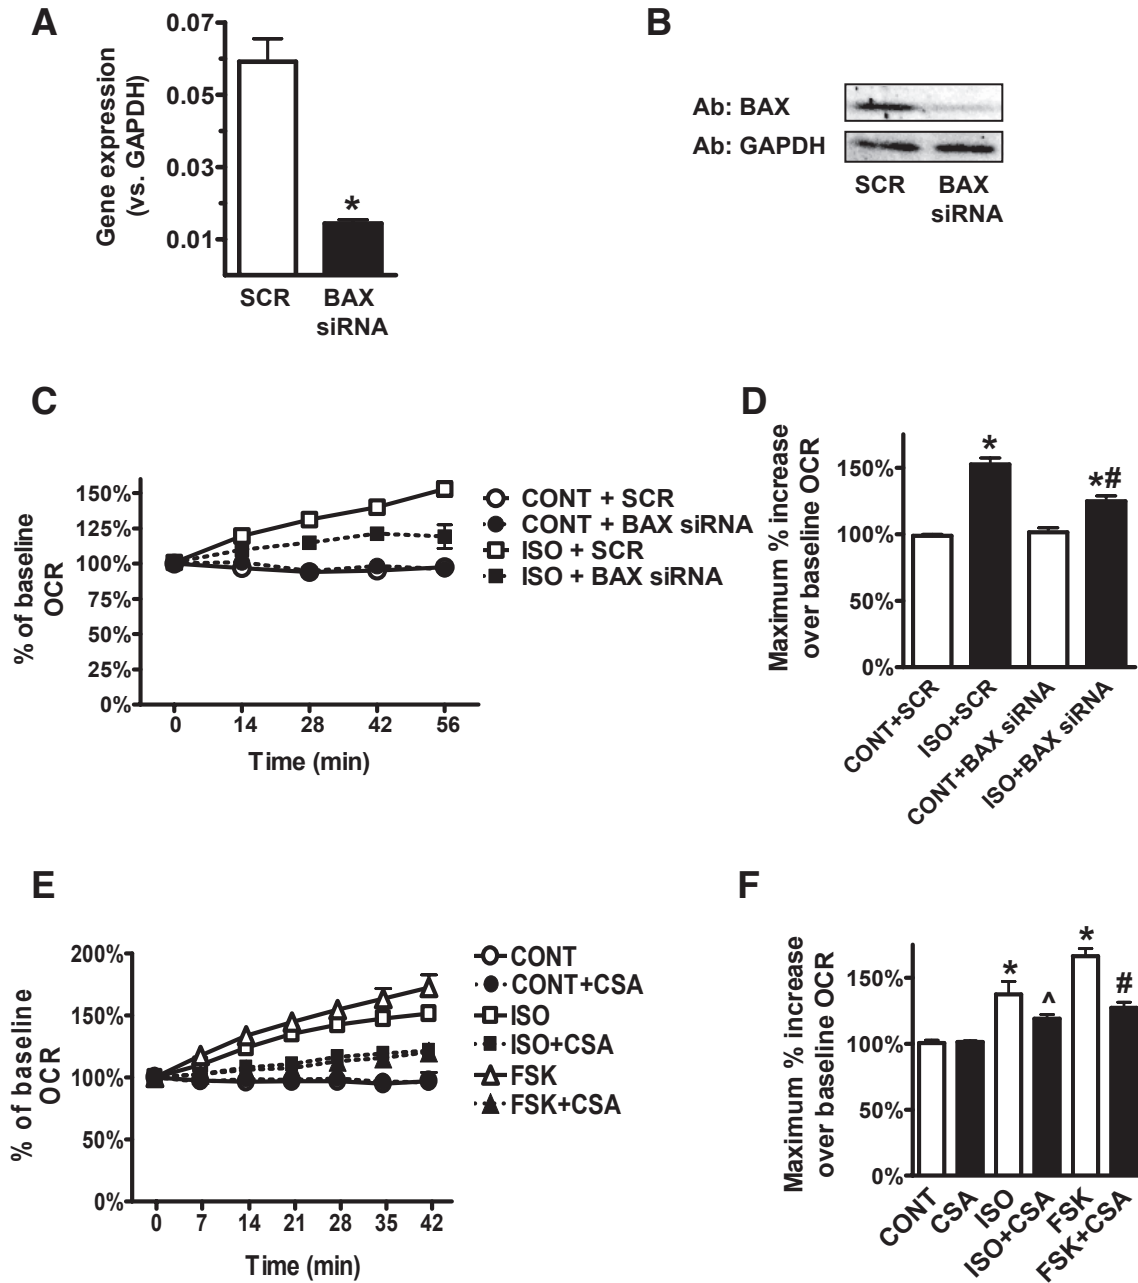 A
Gene expression
(vs. GAPDH)
0.07
0.05
0.03
0.01
*
SCR
BAX
siRNA
B
Ab: BAX
Ab: GAPDH
SCR
BAX
siRNA
C
% of baseline
OCR
150%
125%
100%
75%
50%
25%
0%
0 14 28 42 56
Time (min)
CONT + SCR
CONT + BAX siRNA
ISO + SCR
ISO + BAX siRNA
D
Maximum % increase
over baseline OCR
150%
100%
50%
0%
*
*#
CONT+SCR
ISO+SCR
CONT+BAX siRNA
ISO+BAX siRNA
E
% of baseline
OCR
200%
150%
100%
50%
0%
0 7 14 21 28 35 42
Time (min)
CONT
CONT+CSA
ISO
ISO+CSA
FSK
FSK+CSA
F
Maximum % increase
over baseline OCR
150%
100%
50%
0%
*
^
*
#
CONT
CSA
ISO
ISO+CSA
FSK
FSK+CSA